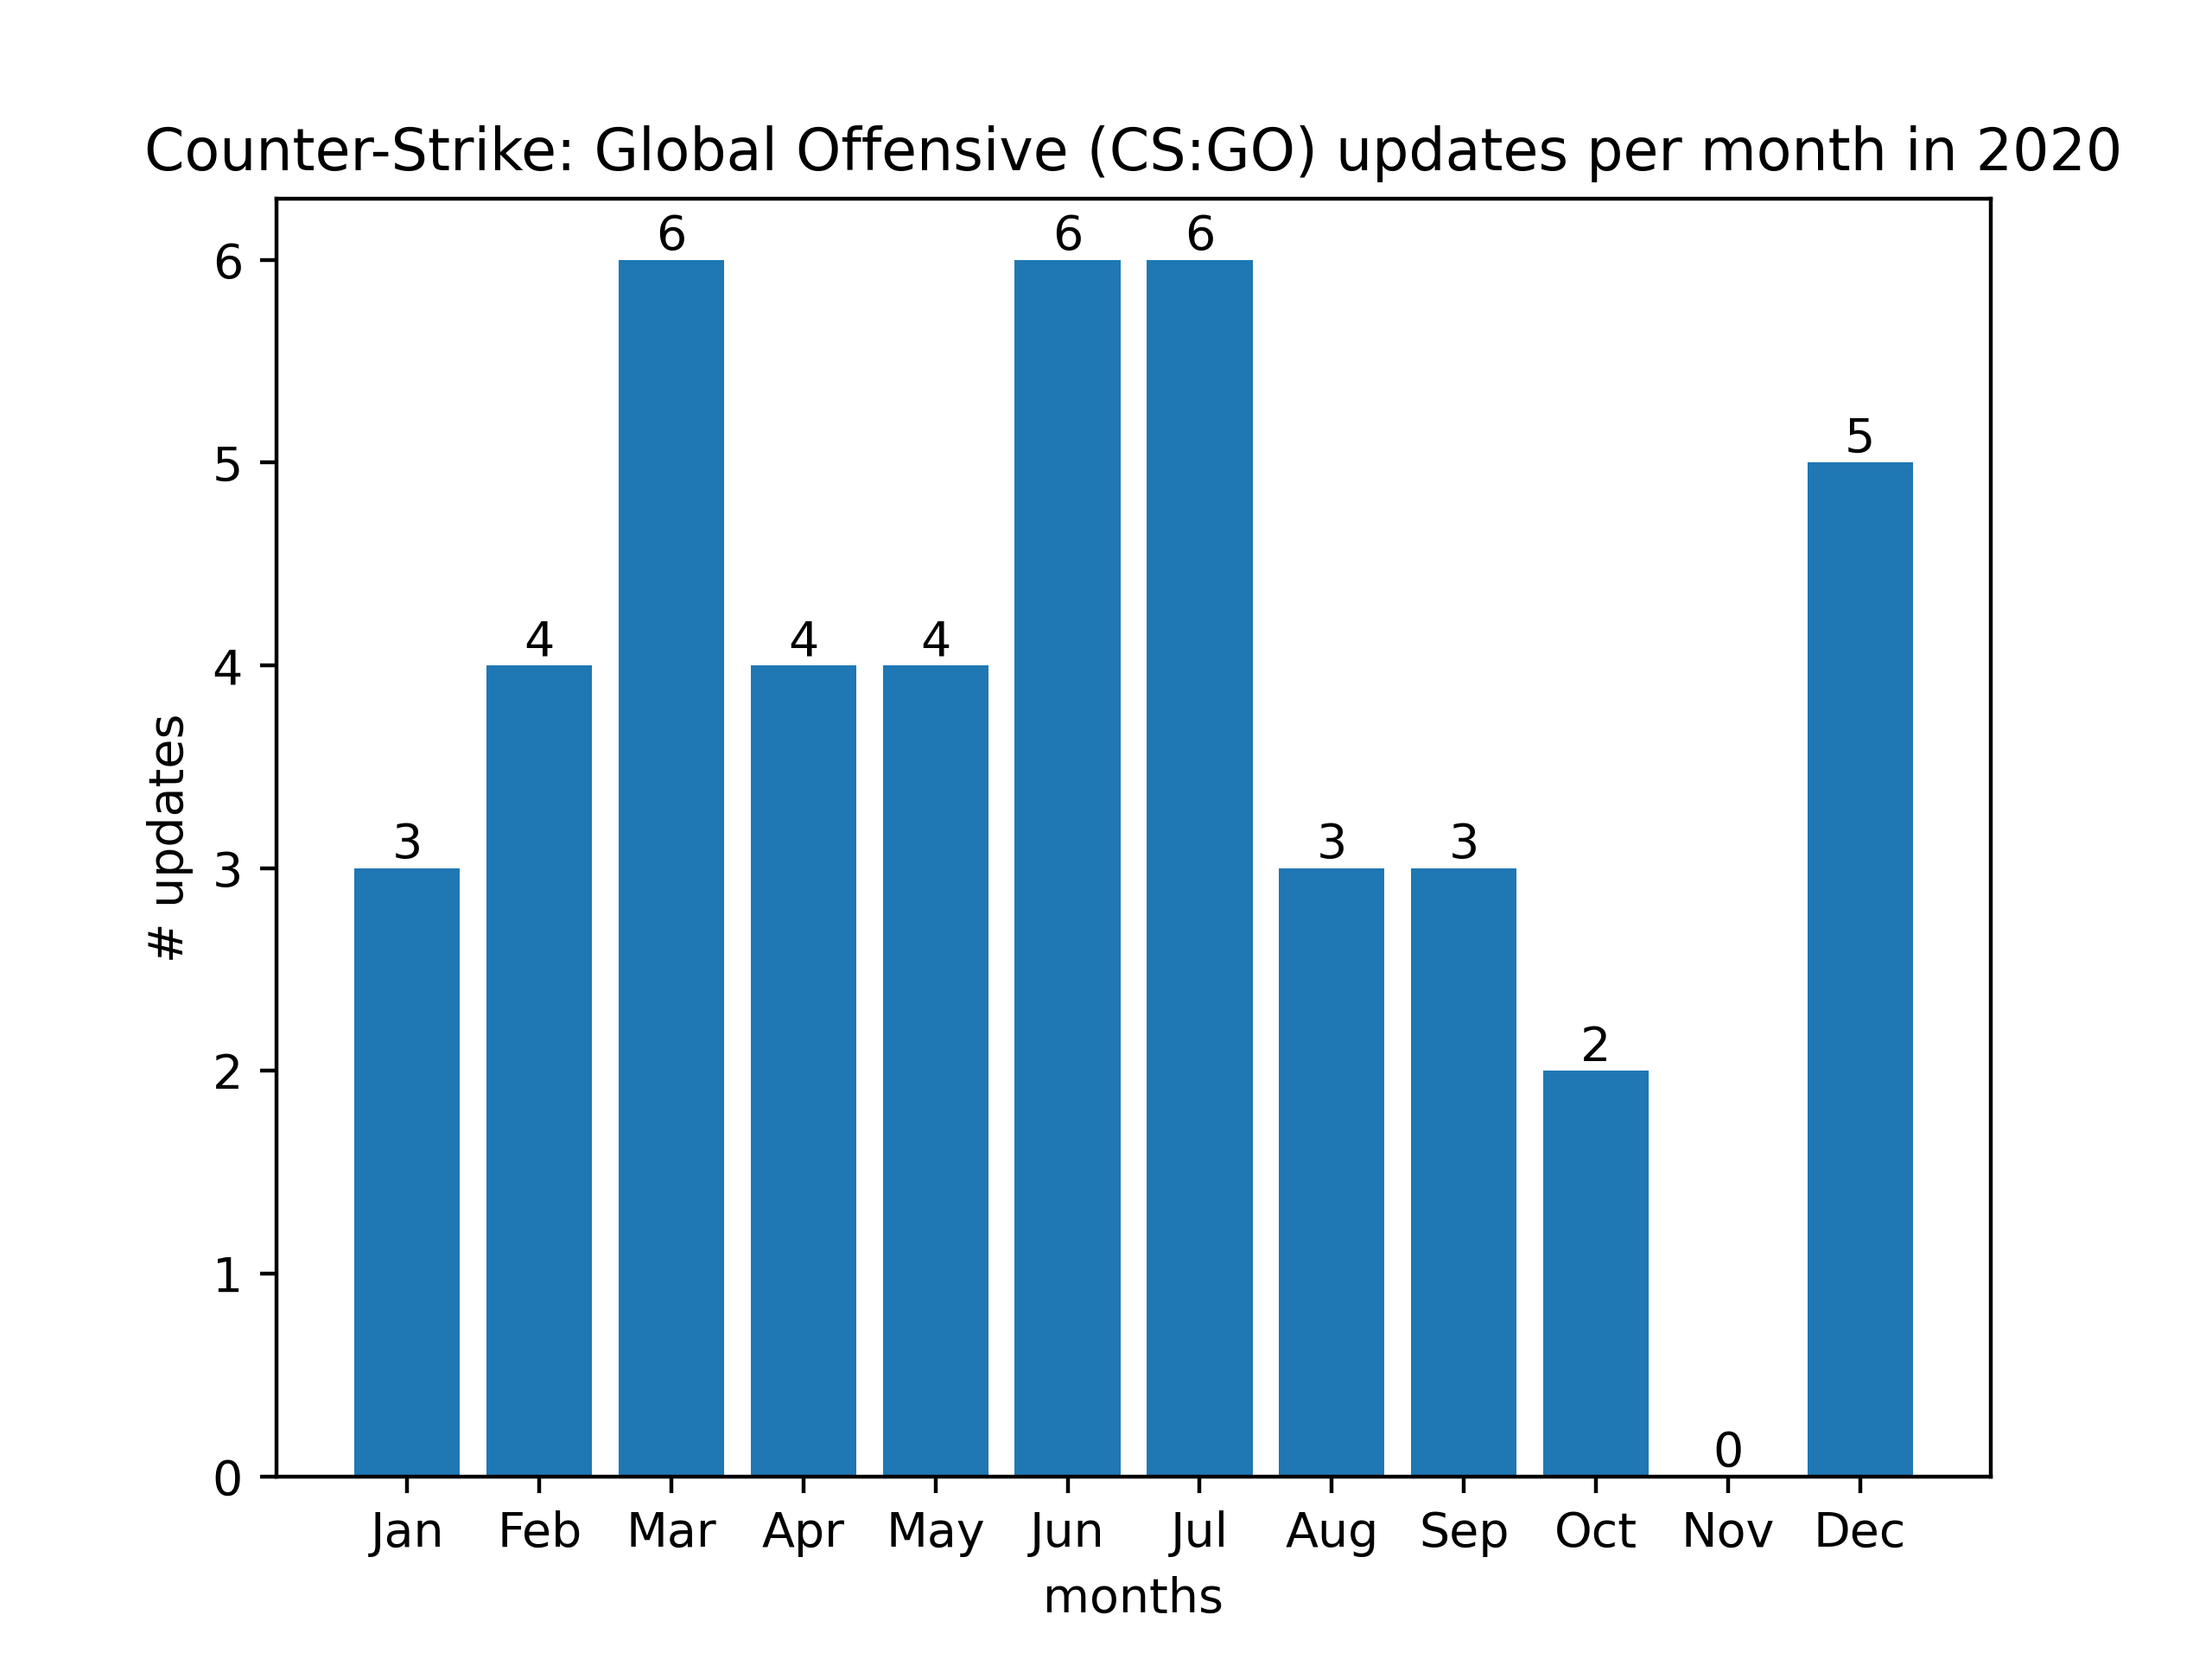 Counter-Strike: Global Offensive (CS:GO) updates per month in 2020
6 6 6
6
5
5
4 4 4
4
3 3 3
3
2
2
1
0
0
# updates
Jan Feb Mar Apr May Jun Jul Aug Sep Oct Nov Dec
months